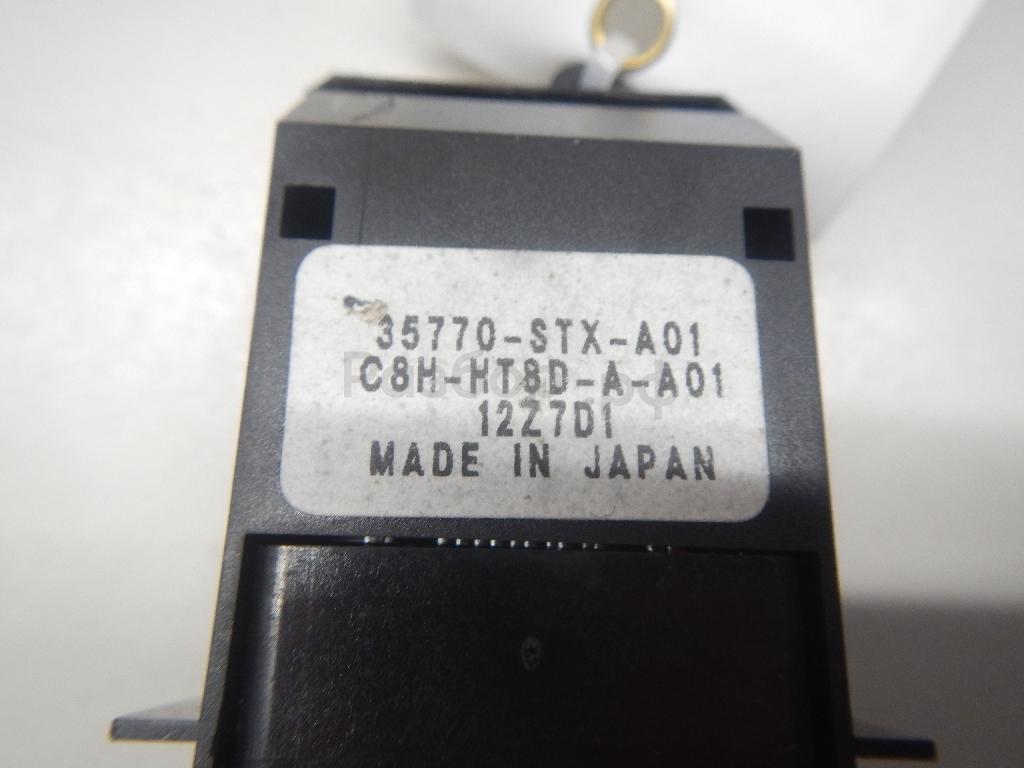 35770-STX-A01
C8H-HT8D-A-A01
12Z7D1
MADE IN JAPAN